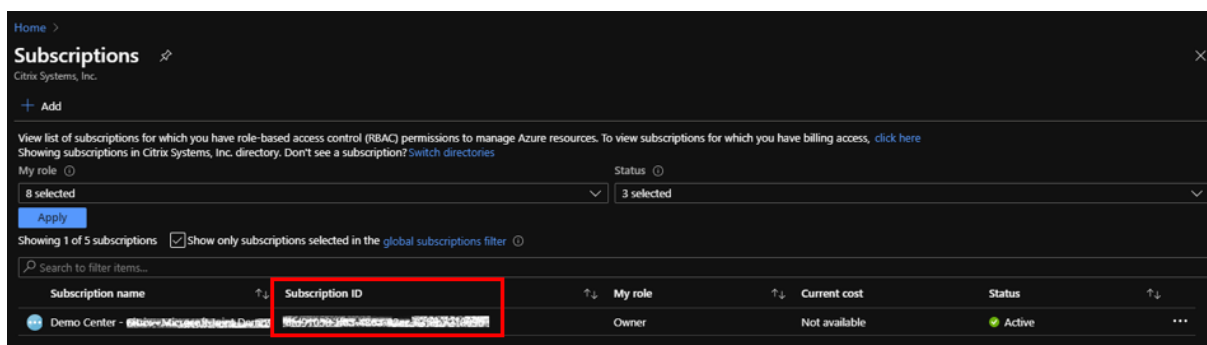 Home >
Subscriptions
Citrix Systems, Inc.
+ Add
View list of subscriptions for which you have role-based access control (RBAC) permissions to manage Azure resources. To view subscriptions for which you have billing access, click here
Showing subscriptions in Citrix Systems, Inc. directory. Don't see a subscription? Switch directories
My role Status
8 selected 3 selected
Apply
Showing 1 of 5 subscriptions Show only subscriptions selected in the global subscriptions filter
Search to filter items...
Subscription name Subscription ID My role Current cost Status
Demo Center - Owner Not available Active